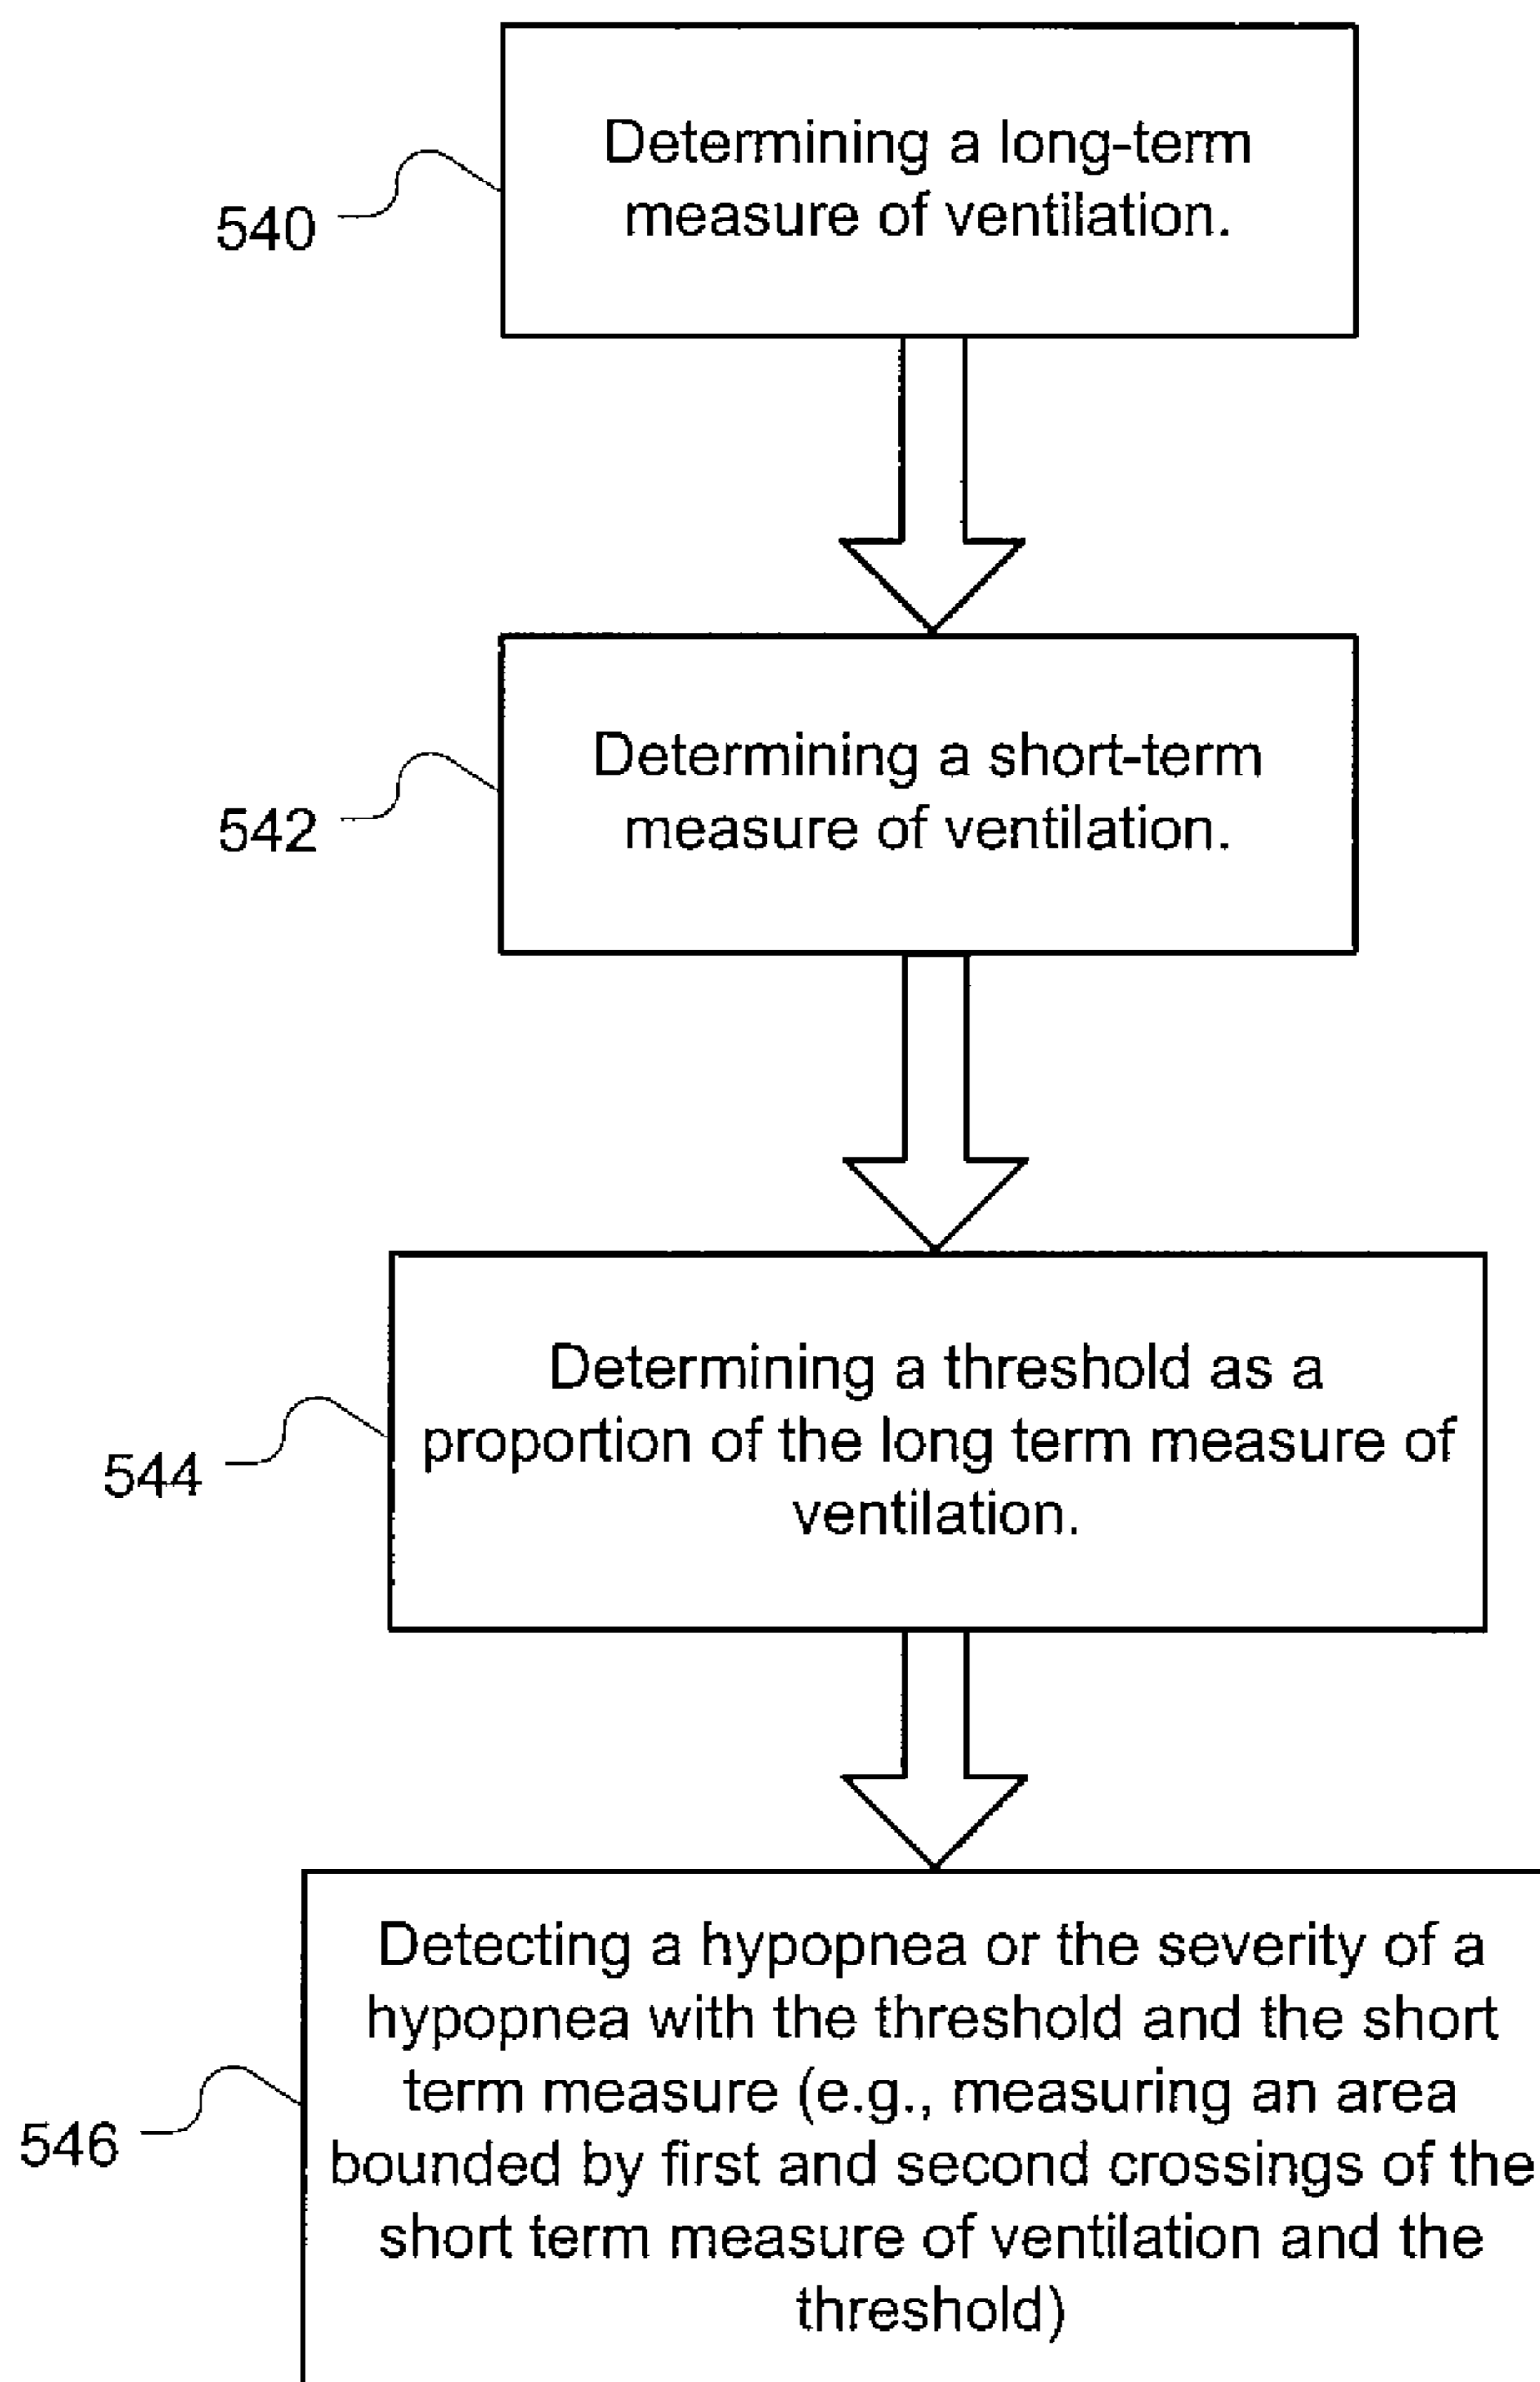 Determining a long-term
measure of ventilation.
540
Determining a short-term
measure of ventilation.
542
Determining a threshold as a
proportion of the long term measure of
ventilation.
544
Detecting a hypopnea or the severity of a
hypopnea with the threshold and the short
term measure (e.g., measuring an area
bounded by first and second crossings of the
short term measure of ventilation and the
threshold)
546